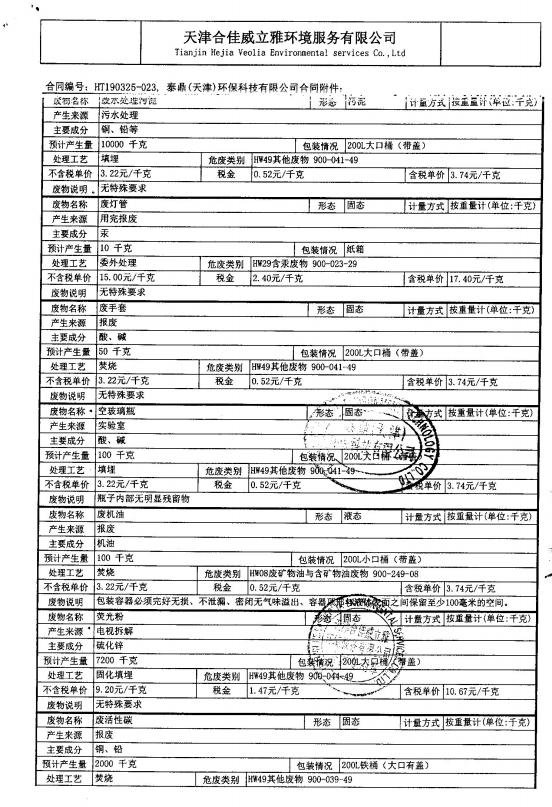 天津合佳威立雅环境服务有限公司
Tianjin Hejia Veolia Environmental services Co.,Ltd
合同编号: HT190325-023, 泰鼎(天津)环保科技有限公司合同附件:
废物名称 废水处理污泥 形态 污泥 计量方式 按重量计(单位:千克)
产生来源 污水处理
主要成分 铜、铅等
预计产生量 10000 千克 包装情况 200L大口桶（带盖）
处理工艺 填埋 危废类别 HW49其他废物 900-041-49
不含税单价 3.22元/千克 税金 0.52元/千克 含税单价 3.74元/千克
废物说明 无特殊要求
废物名称 废灯管 形态 固态 计量方式 按重量计(单位:千克)
产生来源 用完报废
主要成分 汞
预计产生量 10 千克 包装情况 纸箱
处理工艺 委外处理 危废类别 HW29含汞废物 900-023-29
不含税单价 15.00元/千克 税金 2.40元/千克 含税单价 17.40元/千克
废物说明 无特殊要求
废物名称 废手套 形态 固态 计量方式 按重量计(单位:千克)
产生来源 报废
主要成分 酸、碱
预计产生量 50 千克 包装情况 200L大口桶（带盖）
处理工艺 焚烧 危废类别 HW49其他废物 900-041-49
不含税单价 3.22元/千克 税金 0.52元/千克 含税单价 3.74元/千克
废物说明 无特殊要求
废物名称 空玻璃瓶 形态 固态 计量方式 按重量计(单位:千克)
产生来源 实验室
主要成分 酸、碱
预计产生量 100 千克 包装情况 200L大口桶（带盖）
处理工艺 填埋 危废类别 HW49其他废物 900-041-49
不含税单价 3.22元/千克 税金 0.52元/千克 含税单价 3.74元/千克
废物说明 瓶子内部无明显残留物
废物名称 废机油 形态 液态 计量方式 按重量计(单位:千克)
产生来源 报废
主要成分 机油
预计产生量 100 千克 包装情况 200L小口桶（带盖）
处理工艺 焚烧 危废类别 HW08废矿物油与含矿物油废物 900-249-08
不含税单价 3.22元/千克 税金 0.52元/千克 含税单价 3.74元/千克
废物说明 包装容器必须完好无损、不泄漏、密闭无气味溢出、容器顶部与液体表面之间保留至少100毫米的空间。
废物名称 荧光粉 形态 固态 计量方式 按重量计(单位:千克)
产生来源 电视拆解
主要成分 硫化锌
预计产生量 7200 千克 包装情况 200L大口桶（带盖）
处理工艺 固化填埋 危废类别 HW49其他废物 900-044-49
不含税单价 9.20元/千克 税金 1.47元/千克 含税单价 10.67元/千克
废物说明 无特殊要求
废物名称 废活性碳 形态 固态 计量方式 按重量计(单位:千克)
产生来源 报废
主要成分 铜、铅
预计产生量 2000 千克 包装情况 200L铁桶（大口有盖）
处理工艺 焚烧 危废类别 HW49其他废物 900-039-49